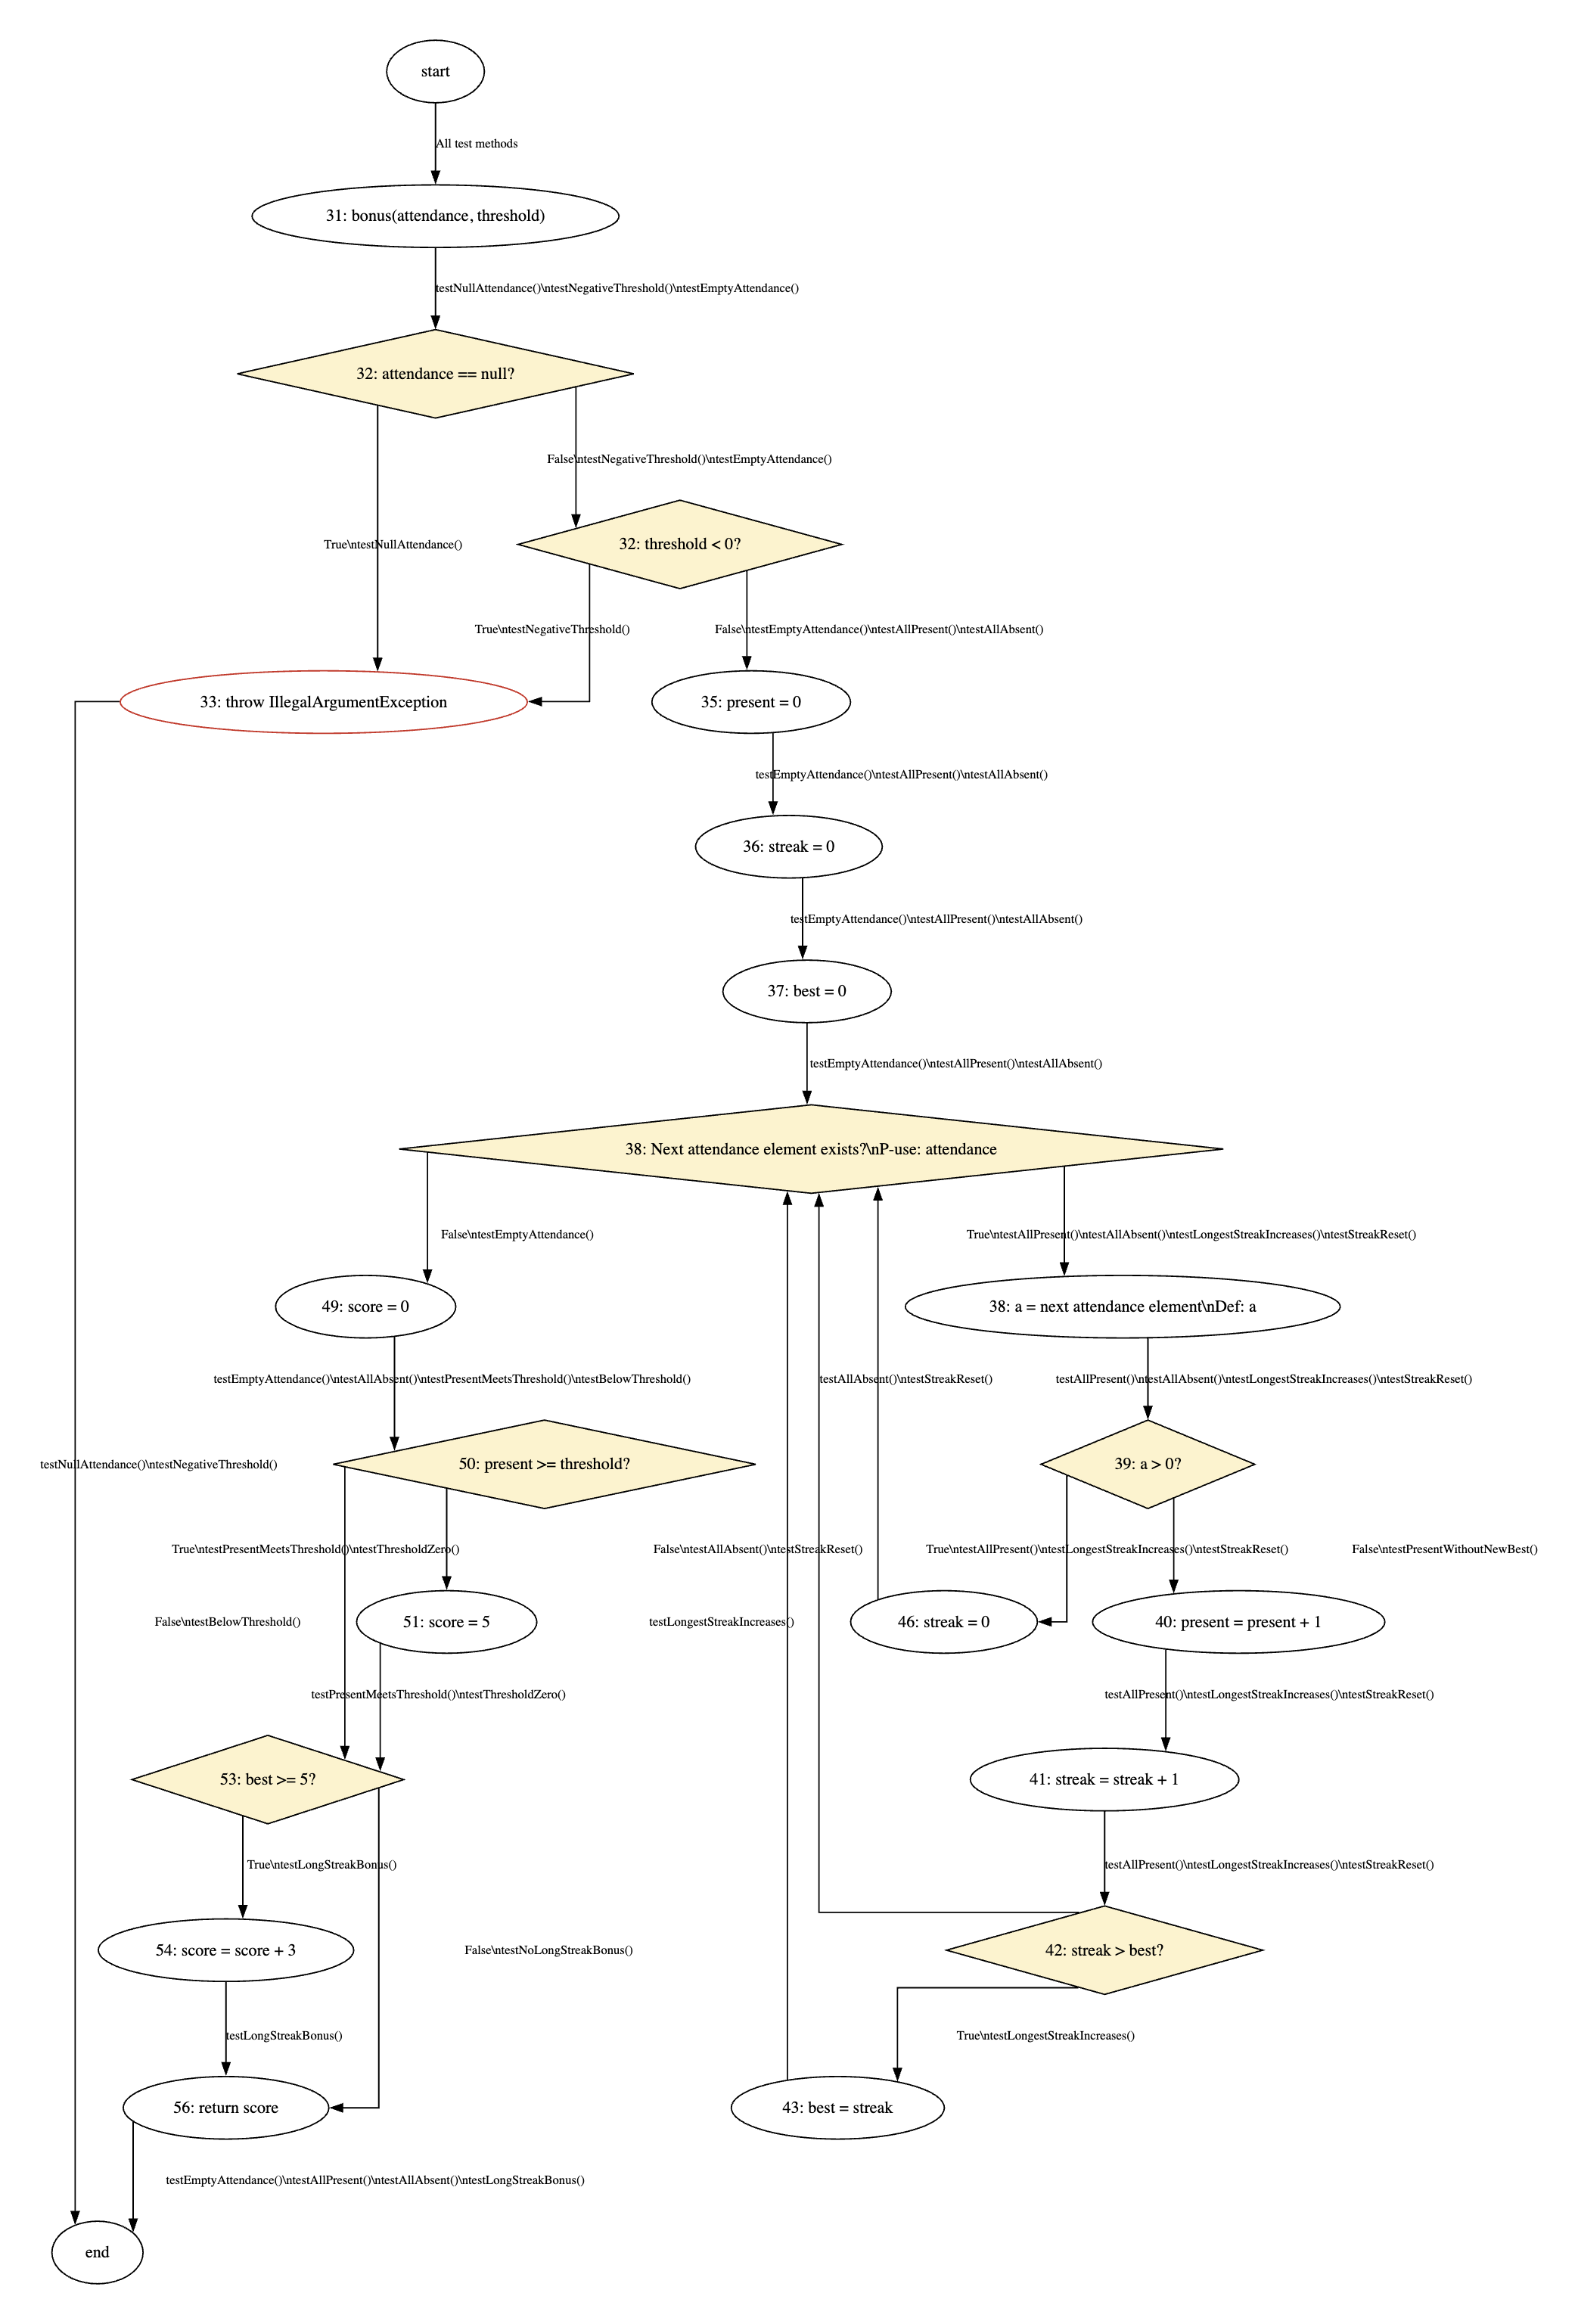 start
All test methods
31: bonus(attendance, threshold)
testNullAttendance()\ntestNegativeThreshold()\ntestEmptyAttendance()
32: attendance == null?
False\ntestNegativeThreshold()\ntestEmptyAttendance()
True\ntestNullAttendance()
32: threshold < 0?
True\ntestNegativeThreshold()
False\ntestEmptyAttendance()\ntestAllPresent()\ntestAllAbsent()
33: throw IllegalArgumentException
35: present = 0
testEmptyAttendance()\ntestAllPresent()\ntestAllAbsent()
36: streak = 0
testEmptyAttendance()\ntestAllPresent()\ntestAllAbsent()
37: best = 0
testEmptyAttendance()\ntestAllPresent()\ntestAllAbsent()
38: Next attendance element exists?\nP-use: attendance
False\ntestEmptyAttendance()
True\ntestAllPresent()\ntestAllAbsent()\ntestLongestStreakIncreases()\ntestStreakReset()
49: score = 0
38: a = next attendance element\nDef: a
testEmptyAttendance()\ntestAllAbsent()\ntestPresentMeetsThreshold()\ntestBelowThreshold()
testAllAbsent()\ntestStreakReset()
testAllPresent()\ntestAllAbsent()\ntestLongestStreakIncreases()\ntestStreakReset()
testNullAttendance()\ntestNegativeThreshold()
50: present >= threshold?
39: a > 0?
True\ntestPresentMeetsThreshold()\ntestThresholdZero()
False\ntestAllAbsent()\ntestStreakReset()
True\ntestAllPresent()\ntestLongestStreakIncreases()\ntestStreakReset()
False\ntestPresentWithoutNewBest()
False\ntestBelowThreshold()
51: score = 5
testLongestStreakIncreases()
46: streak = 0
40: present = present + 1
testPresentMeetsThreshold()\ntestThresholdZero()
testAllPresent()\ntestLongestStreakIncreases()\ntestStreakReset()
53: best >= 5?
41: streak = streak + 1
True\ntestLongStreakBonus()
testAllPresent()\ntestLongestStreakIncreases()\ntestStreakReset()
54: score = score + 3
False\ntestNoLongStreakBonus()
42: streak > best?
testLongStreakBonus()
True\ntestLongestStreakIncreases()
56: return score
43: best = streak
testEmptyAttendance()\ntestAllPresent()\ntestAllAbsent()\ntestLongStreakBonus()
end